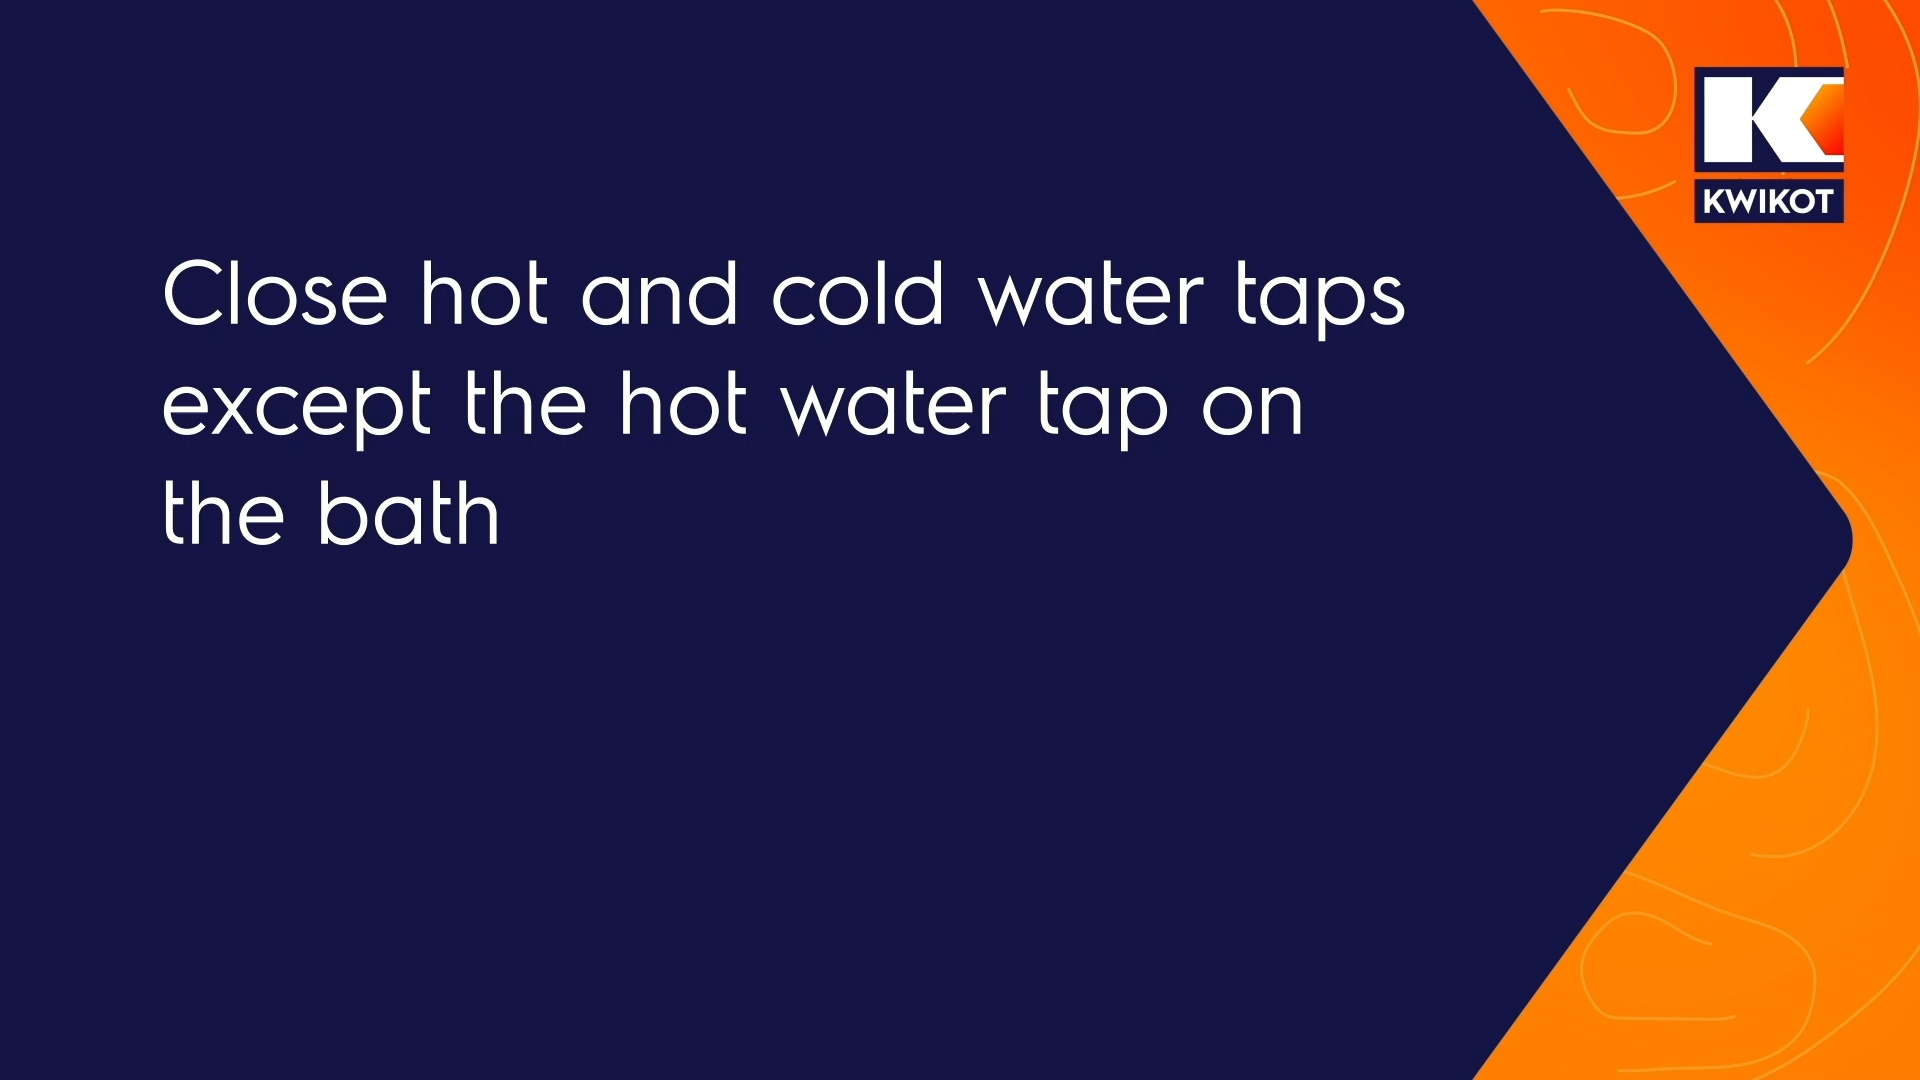 KWIKOT
Close hot and cold water taps
except the hot water tap on
the bath